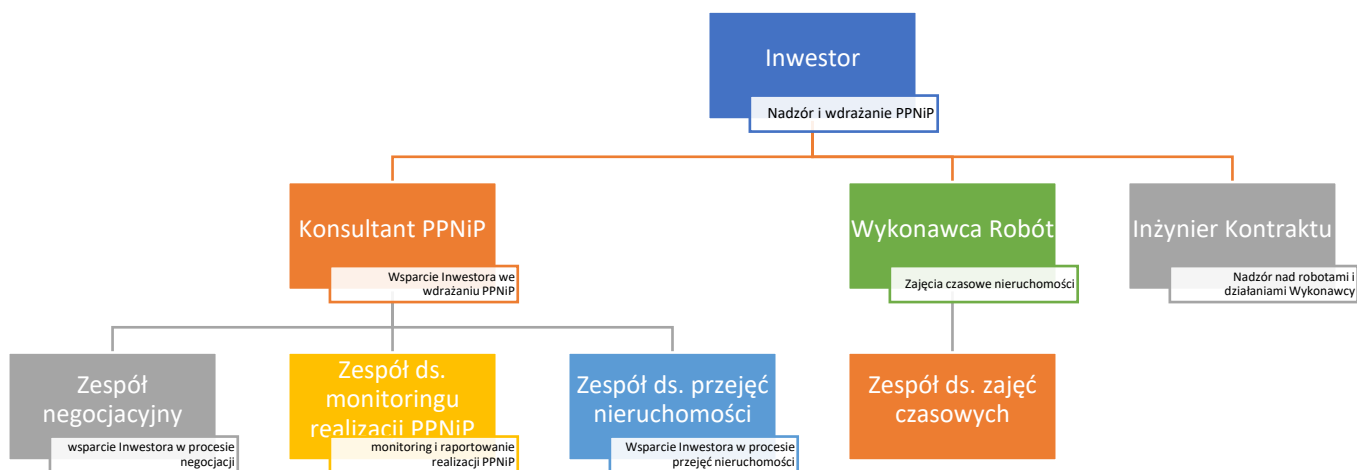 Inwestor
Nadzór i wdrażanie PPNiP
Konsultant PPNiP
Wsparcie Inwestora we
wdrażaniu PPNiP
Wykonawca Robót
Zajęcia czasowe nieruchomości
Inżynier Kontraktu
Nadzór nad robotami i
działaniami Wykonawcy
Zespół
negocjacyjny
wsparcie Inwestora w procesie
negocjacji
Zespół ds.
monitoringu
realizacji PPNiP
monitoring i raportowanie
realizacji PPNiP
Zespół ds. przejęć
nieruchomości
Wsparcie Inwestora w procesie
przejęć nieruchomości
Zespół ds. zajęć
czasowych